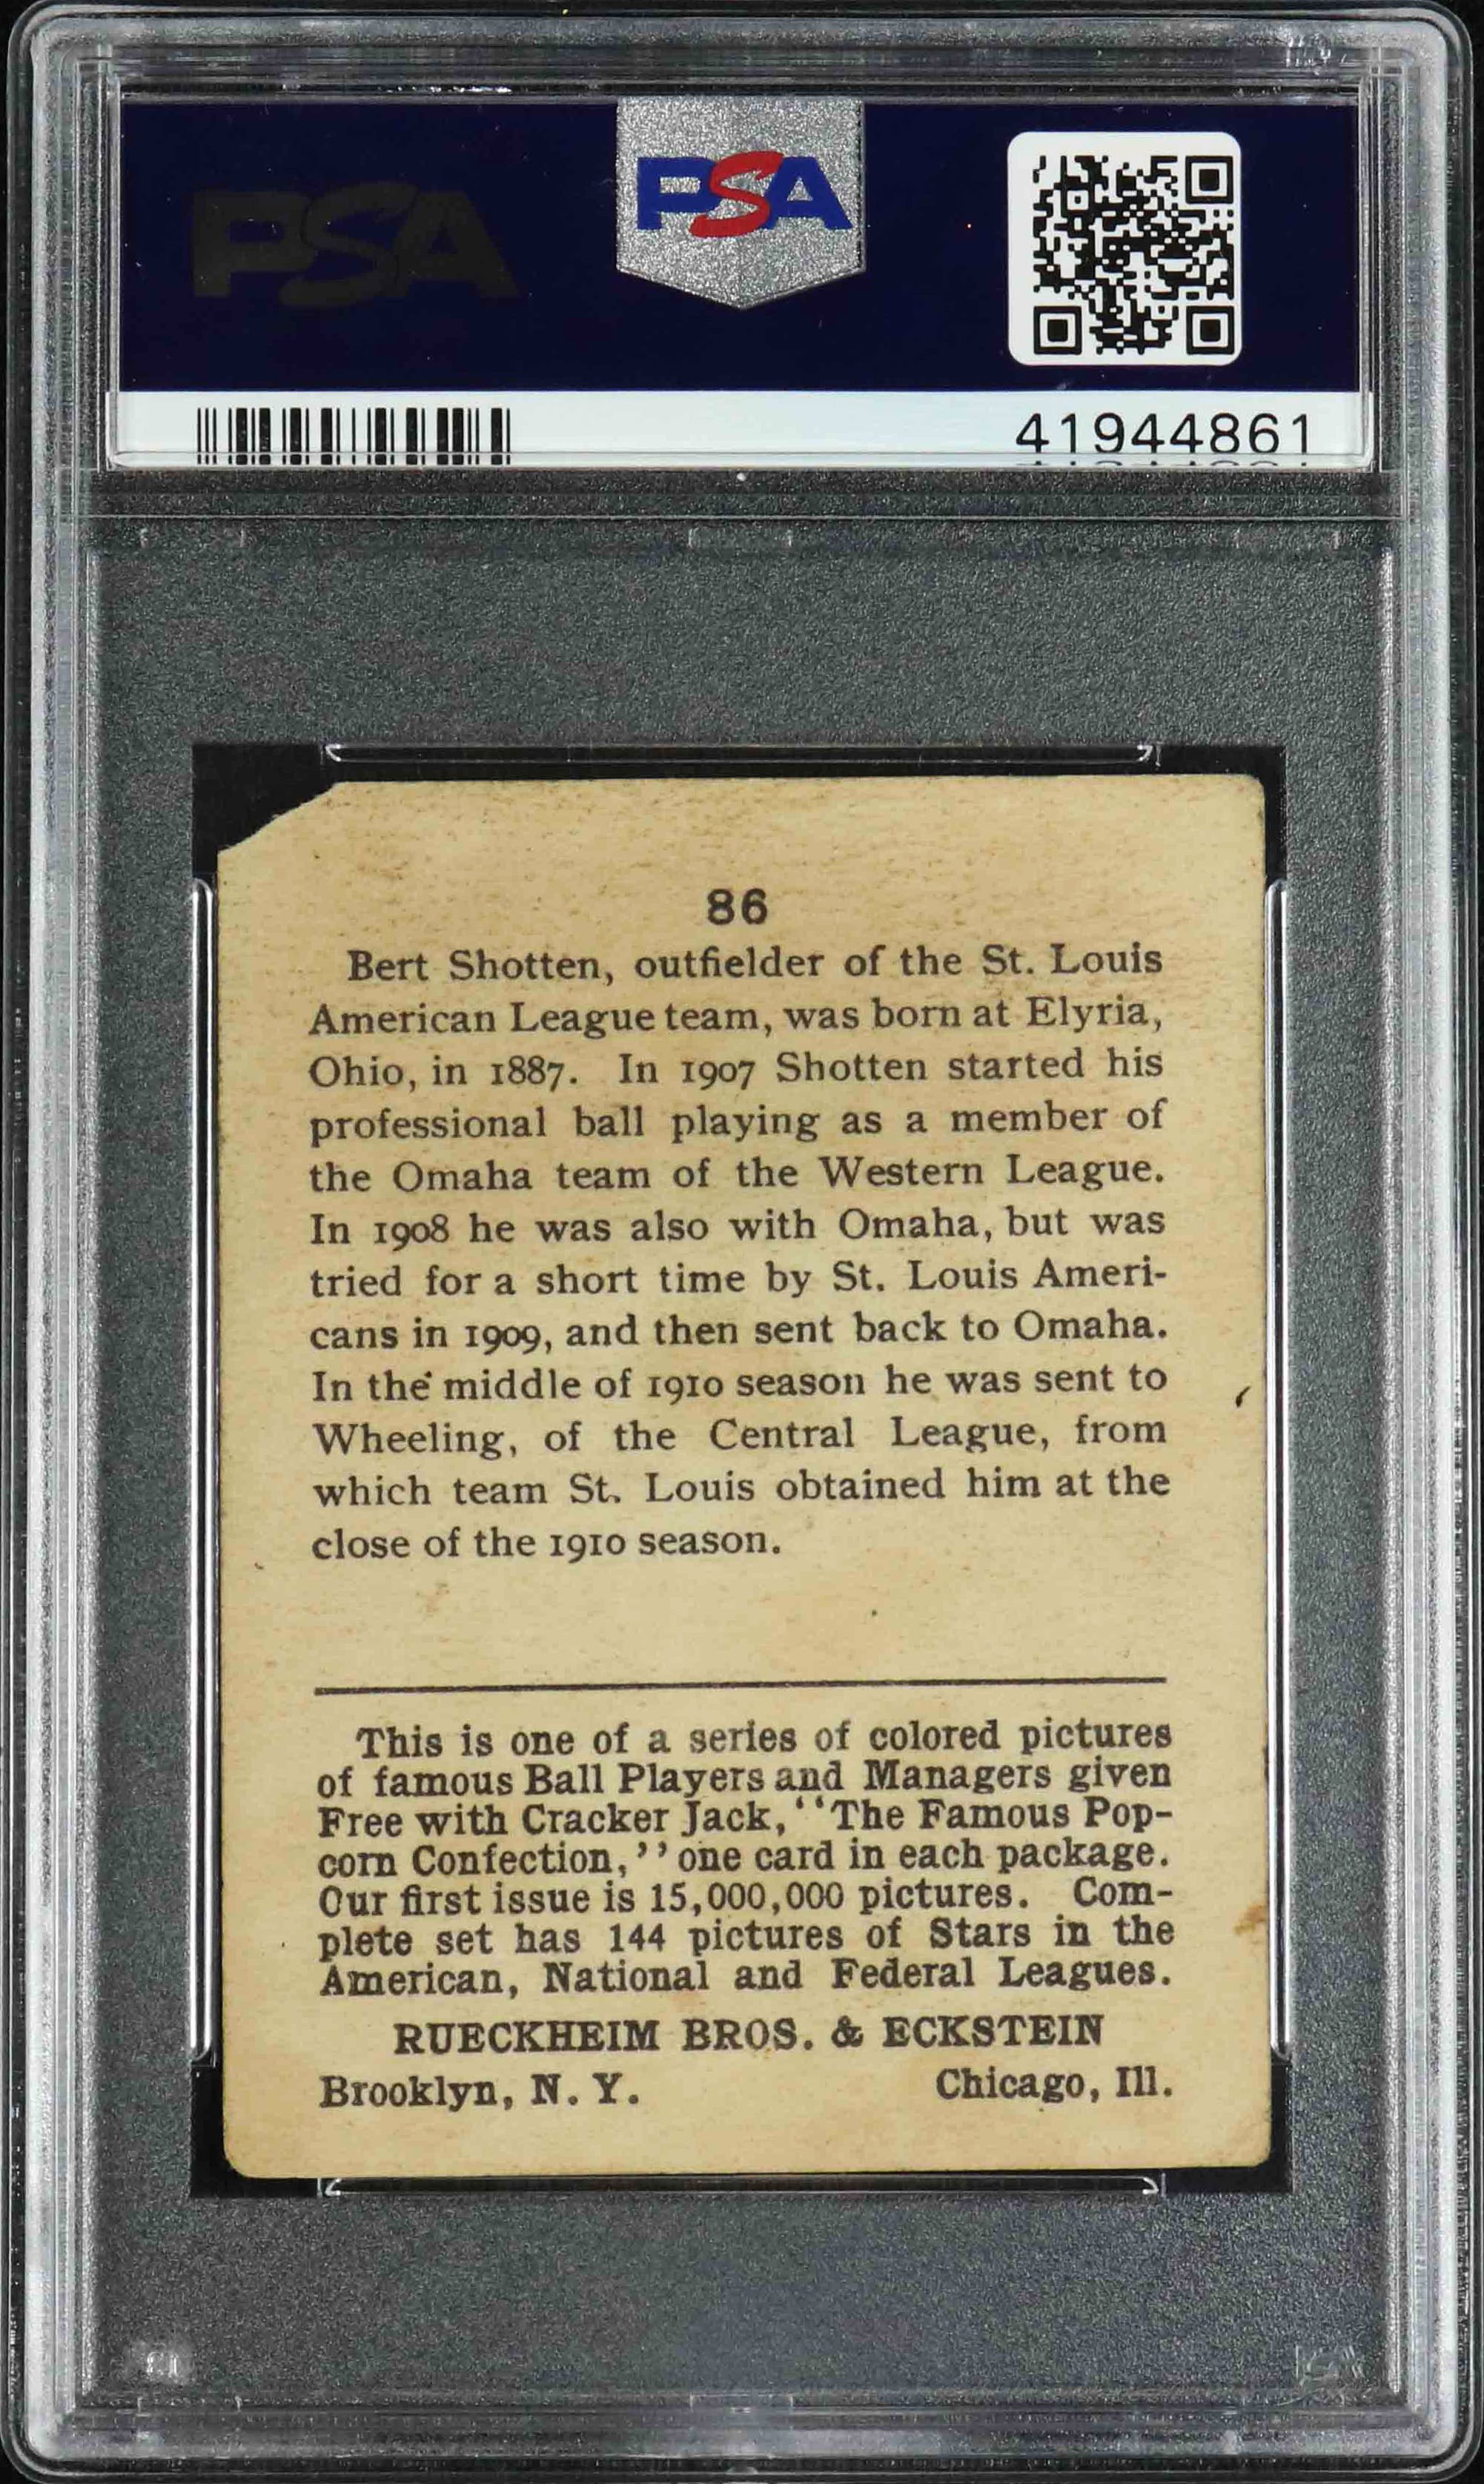 PSA
PSA
41944861
86
Bert Shotten, outfielder of the St. Louis
American League team, was born at Elyria,
Ohio, in 1887. In 1907 Shotten started his
professional ball playing as a member of
the Omaha team of the Western League.
In 1908 he was also with Omaha, but was
tried for a short time by St. Louis Ameri-
cans in 1909, and then sent back to Omaha.
In the middle of 1910 season he was sent to
Wheeling, of the Central League, from
which team St. Louis obtained him at the
close of the 1910 season.
This is one of a series of colored pictures
of famous Ball Players and Managers given
Free with Cracker Jack, "The Famous Pop-
corn Confection," one card in each package.
Our first issue is 15,000,000 pictures. Com-
plete set has 144 pictures of Stars in the
American, National and Federal Leagues.
RUECKHEIM BROS. & ECKSTEIN
Brooklyn, N. Y. Chicago, Ill.